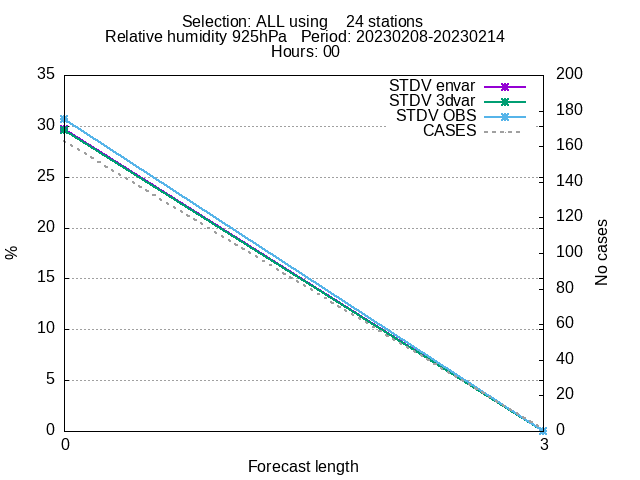 Selection: ALL using    24 stations
Relative humidity 925hPa   Period: 20230208-20230214
Hours: 00
35
30
25
20
15
10
5
0
%
200
180
160
140
120
100
80
60
40
20
0
No cases
STDV envar
STDV 3dvar
STDV OBS
CASES
0
3
Forecast length